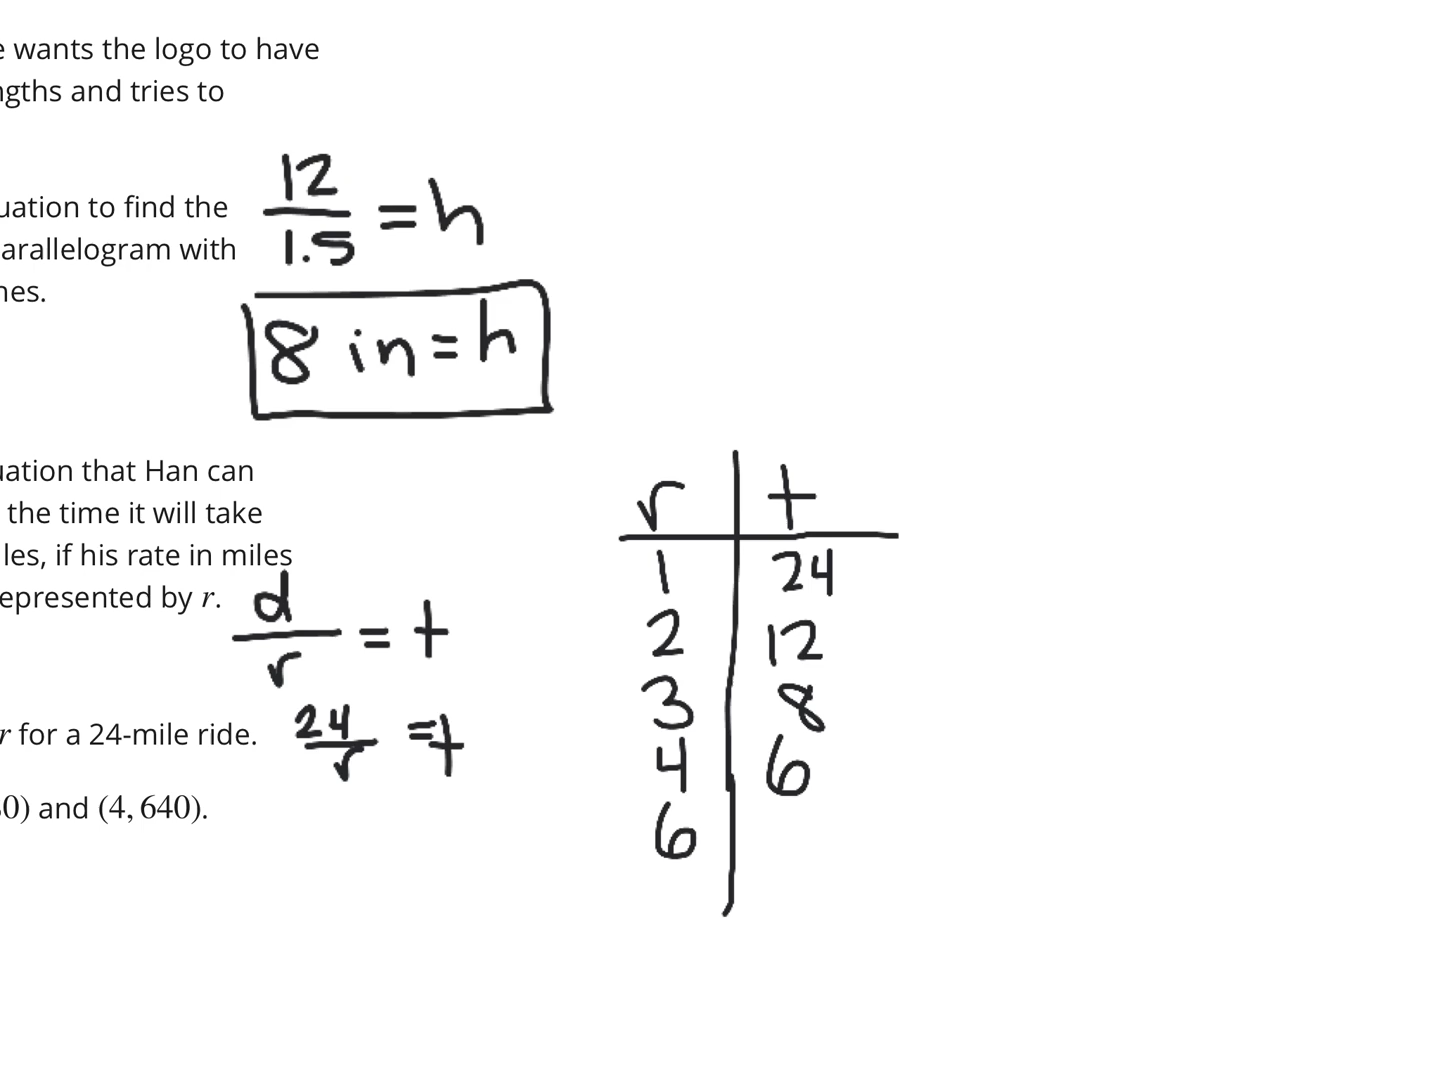 e wants the logo to have
ngths and tries to
12
1.5 = h
uation to find the
arallelogram with
nes.
8 in = h
uation that Han can
the time it will take
les, if his rate in miles
epresented by r.
d
r = t
r for a 24-mile ride.
24
r = t
0) and (4, 640).
r t
1 24
2 12
3 8
4 6
6